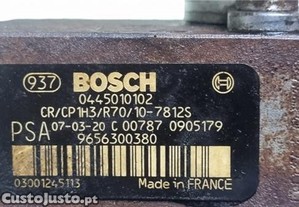 937 BOSCH
0445010102
CR/CP1H3/R70/10-7812S
PSA 07-03-20 C 00787 0905179
9656300380
03001245113 Made in FRANCE
CustoJusto.pt